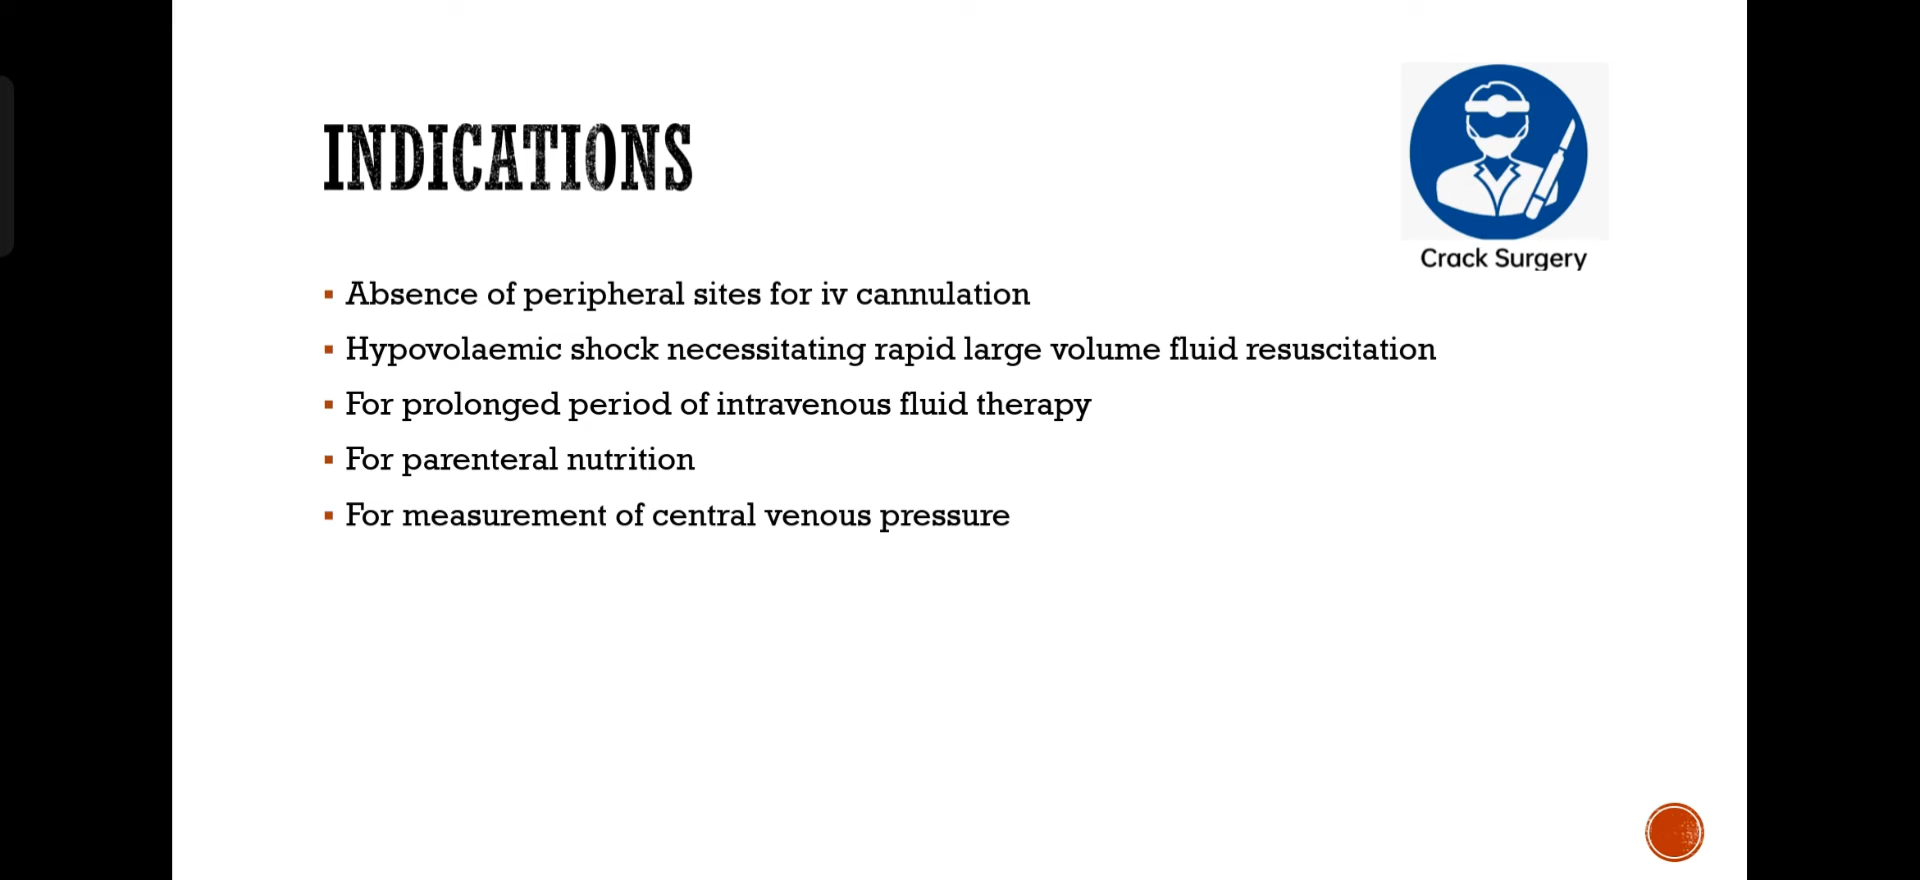 INDICATIONS
Crack Surgery
Absence of peripheral sites for iv cannulation
Hypovolaemic shock necessitating rapid large volume fluid resuscitation
For prolonged period of intravenous fluid therapy
For parenteral nutrition
For measurement of central venous pressure